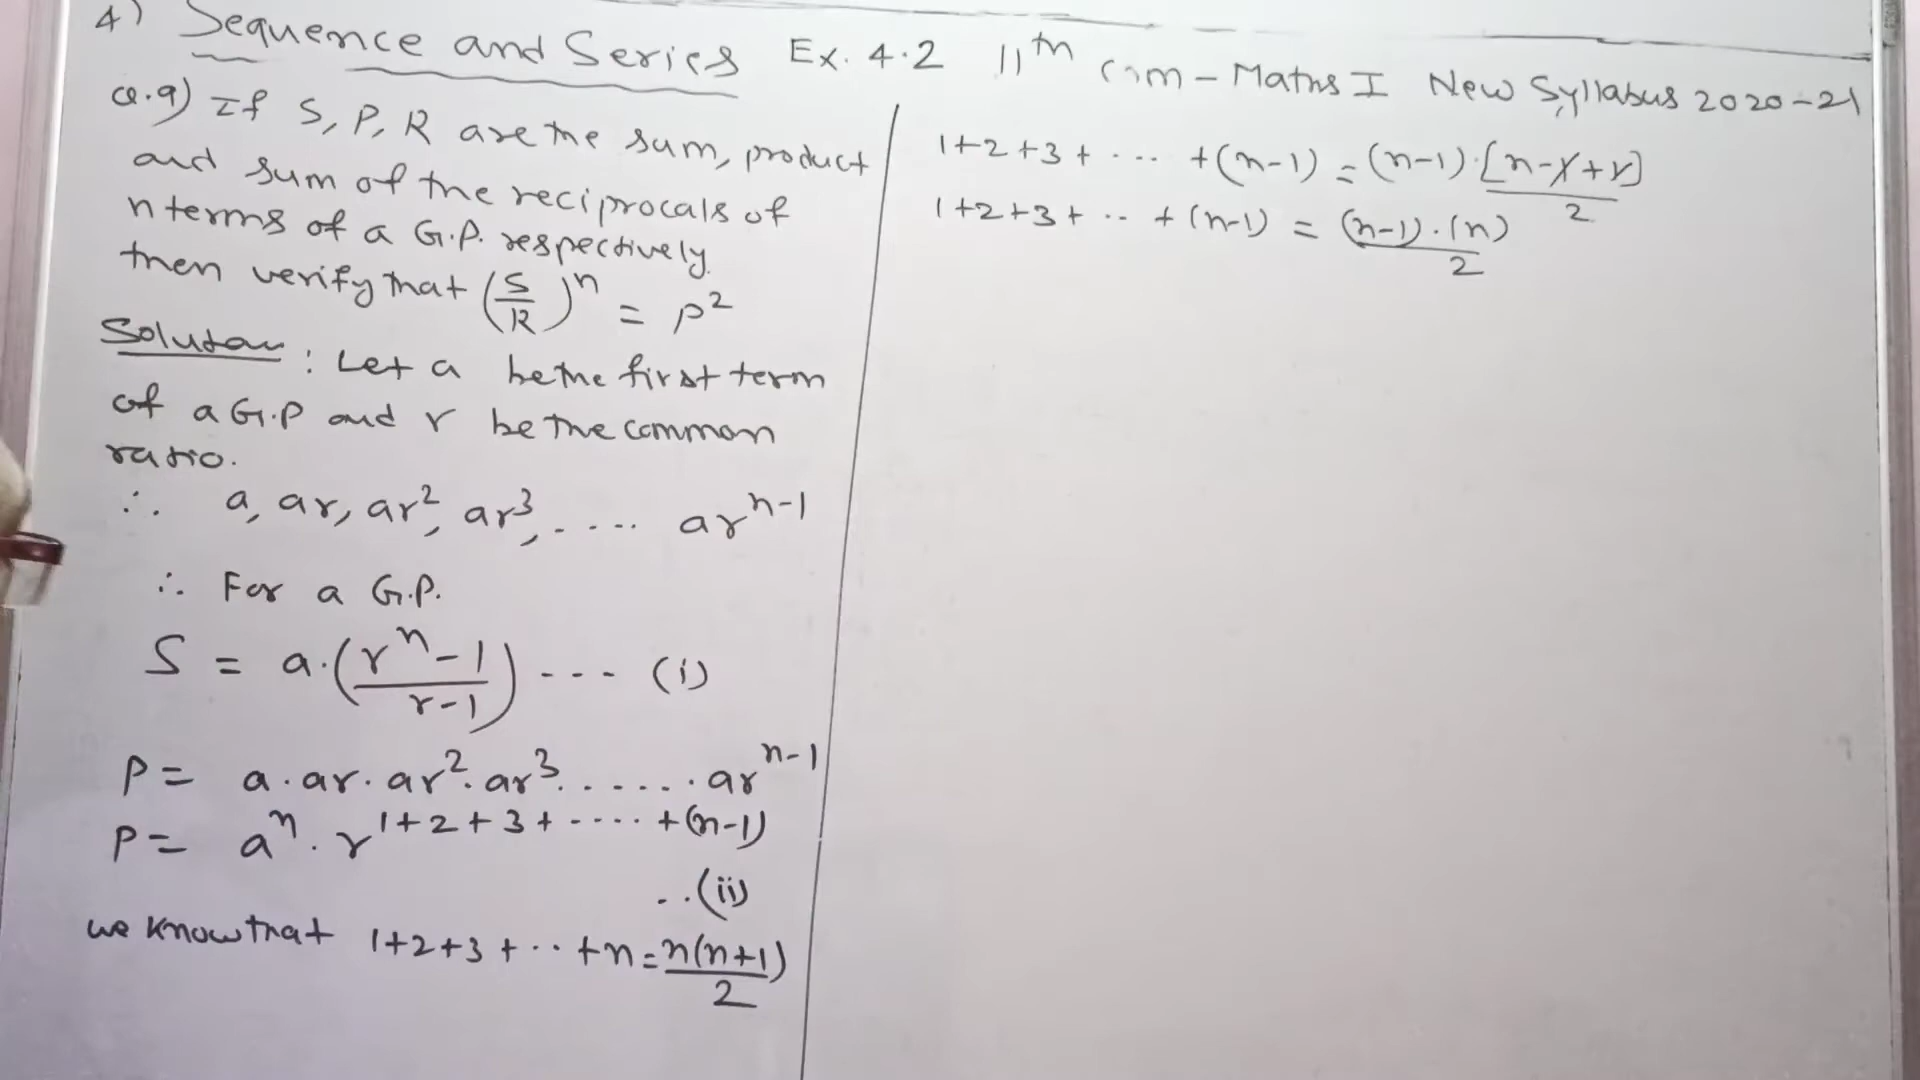 4) Sequence and Series Ex. 4.2 11th Com - Maths I New Syllabus 2020-21
Q.9) If S, P, R are the sum, product
and sum of the reciprocals of
n terms of a G.P. respectively.
then verify that (S/R)^n = P^2
Solution : Let a be the first term
of a G.P and r be the common
ratio.
∴ a, ar, ar^2, ar^3, .... ar^n-1
∴ For a G.P.
S = a.(r^n-1/r-1) --- (i)
P = a.ar.ar^2.ar^3......ar^n-1
P = a^n.r^1+2+3+....+(n-1)
..(ii)
we know that 1+2+3+..+n=n(n+1)/2
1+2+3+....+(n-1)=(n-1).[n-1+1]/2
1+2+3+..+(n-1) = (n-1).(n)/2